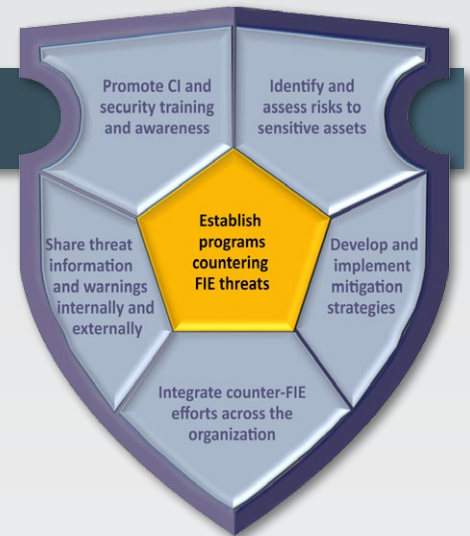 Promote CI and
security training
and awareness
Identify and
assess risks to
sensitive assets
Establish
programs
countering
FIE threats
Share threat
information
and warnings
internally and
externally
Develop and
implement
mitigation
strategies
Integrate counter-FIE
efforts across the
organization